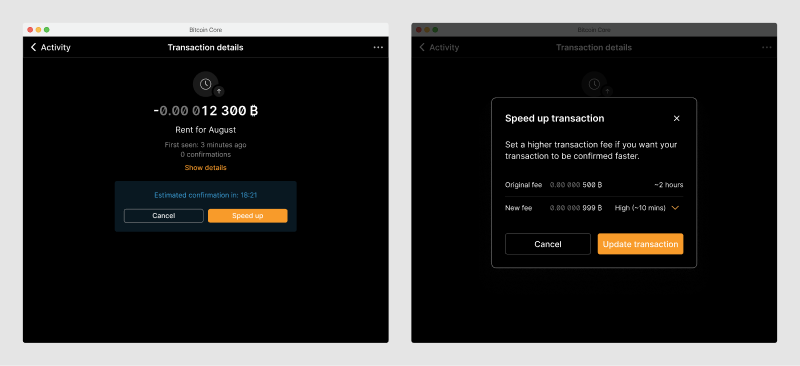 Bitcoin Core
Activity
Transaction details
-0.00 012 300 ₿
Rent for August
First seen: 3 minutes ago
0 confirmations
Show details
Estimated confirmation in: 18:21
Cancel
Speed up
Bitcoin Core
Activity
Transaction details
Speed up transaction
Set a higher transaction fee if you want your
transaction to be confirmed faster.
Original fee 0.00 000 500 ₿ ~2 hours
New fee 0.00 000 999 ₿ High (~10 mins)
Cancel
Update transaction